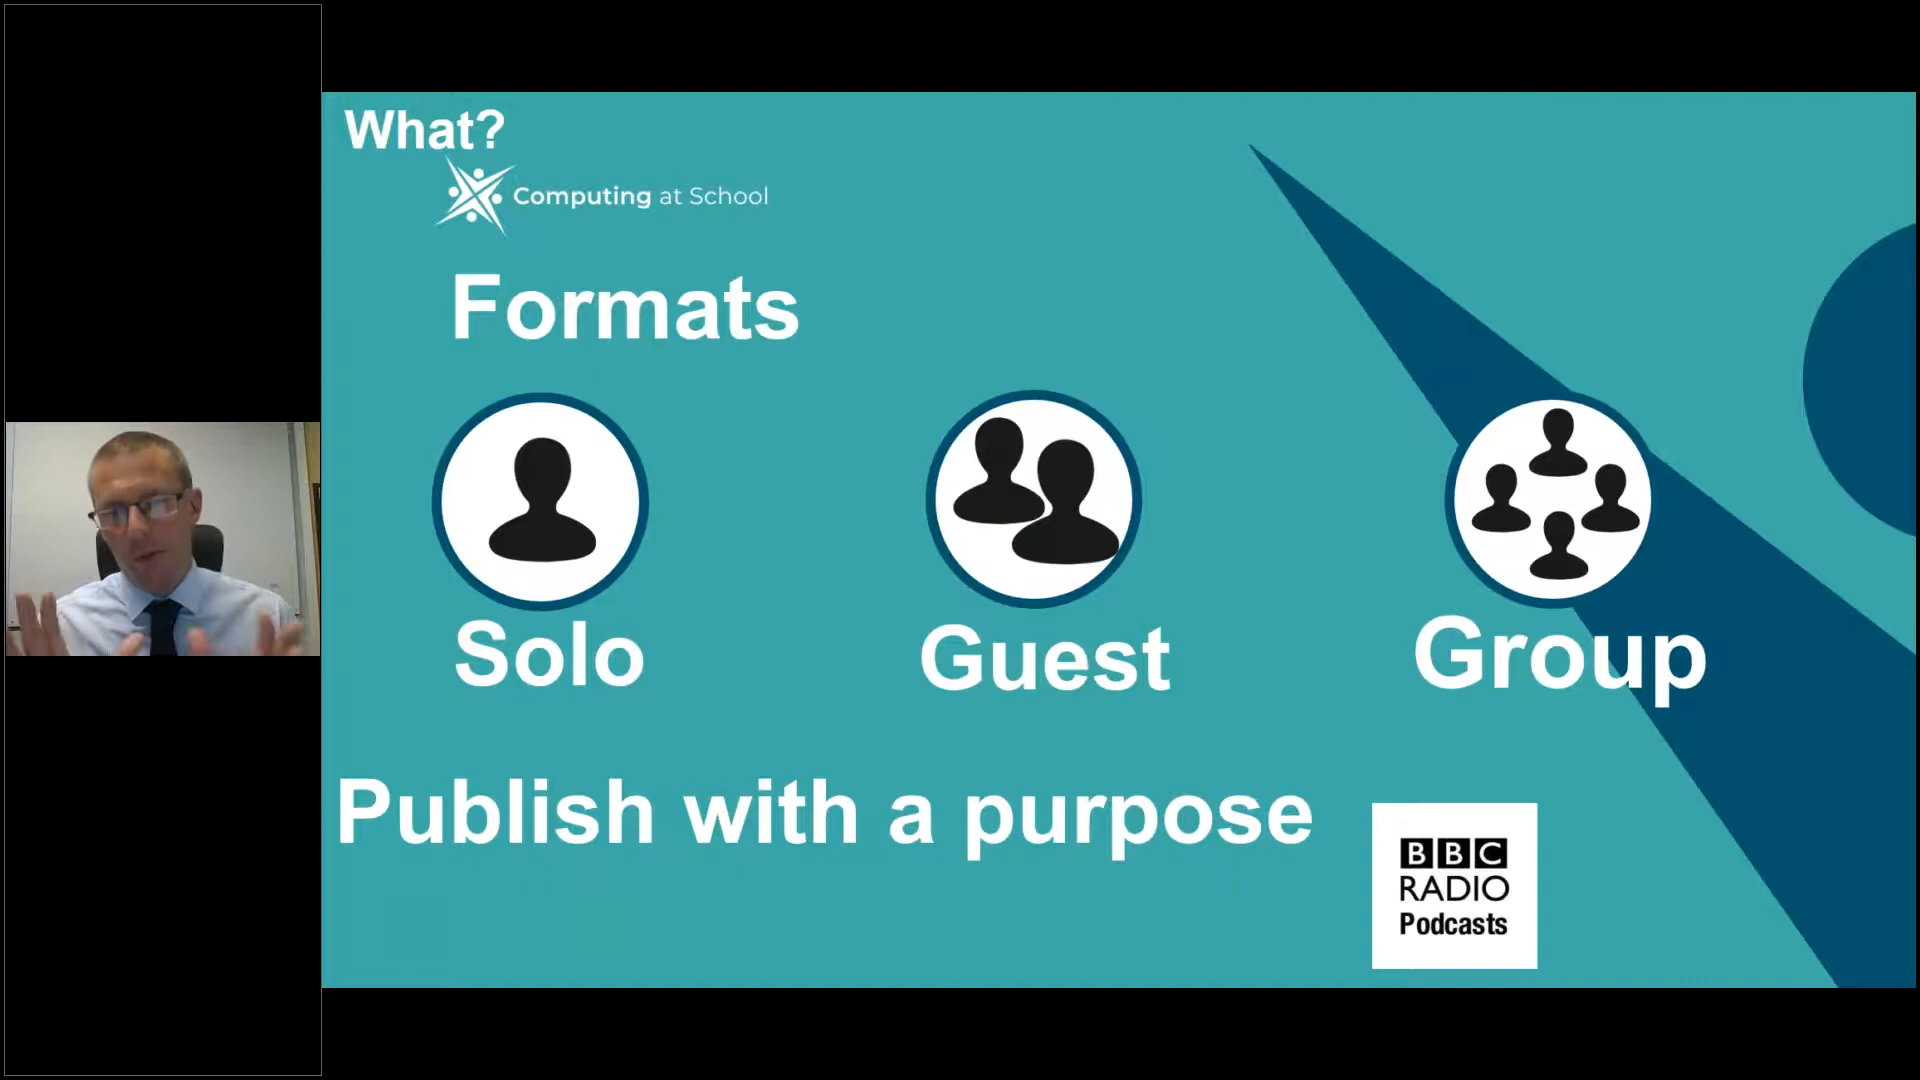 What?
Computing at School
Formats
Solo
Guest
Group
Publish with a purpose
BBC
RADIO
Podcasts